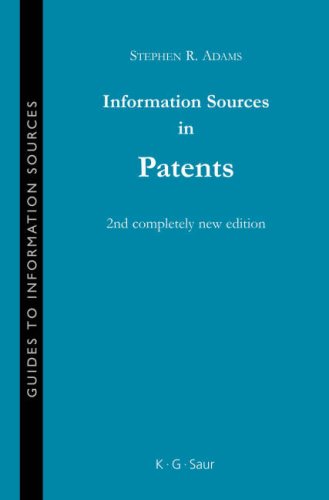 STEPHEN R. ADAMS
Information Sources
in
Patents
2nd completely new edition
K · G · Saur
GUIDES TO INFORMATION SOURCES